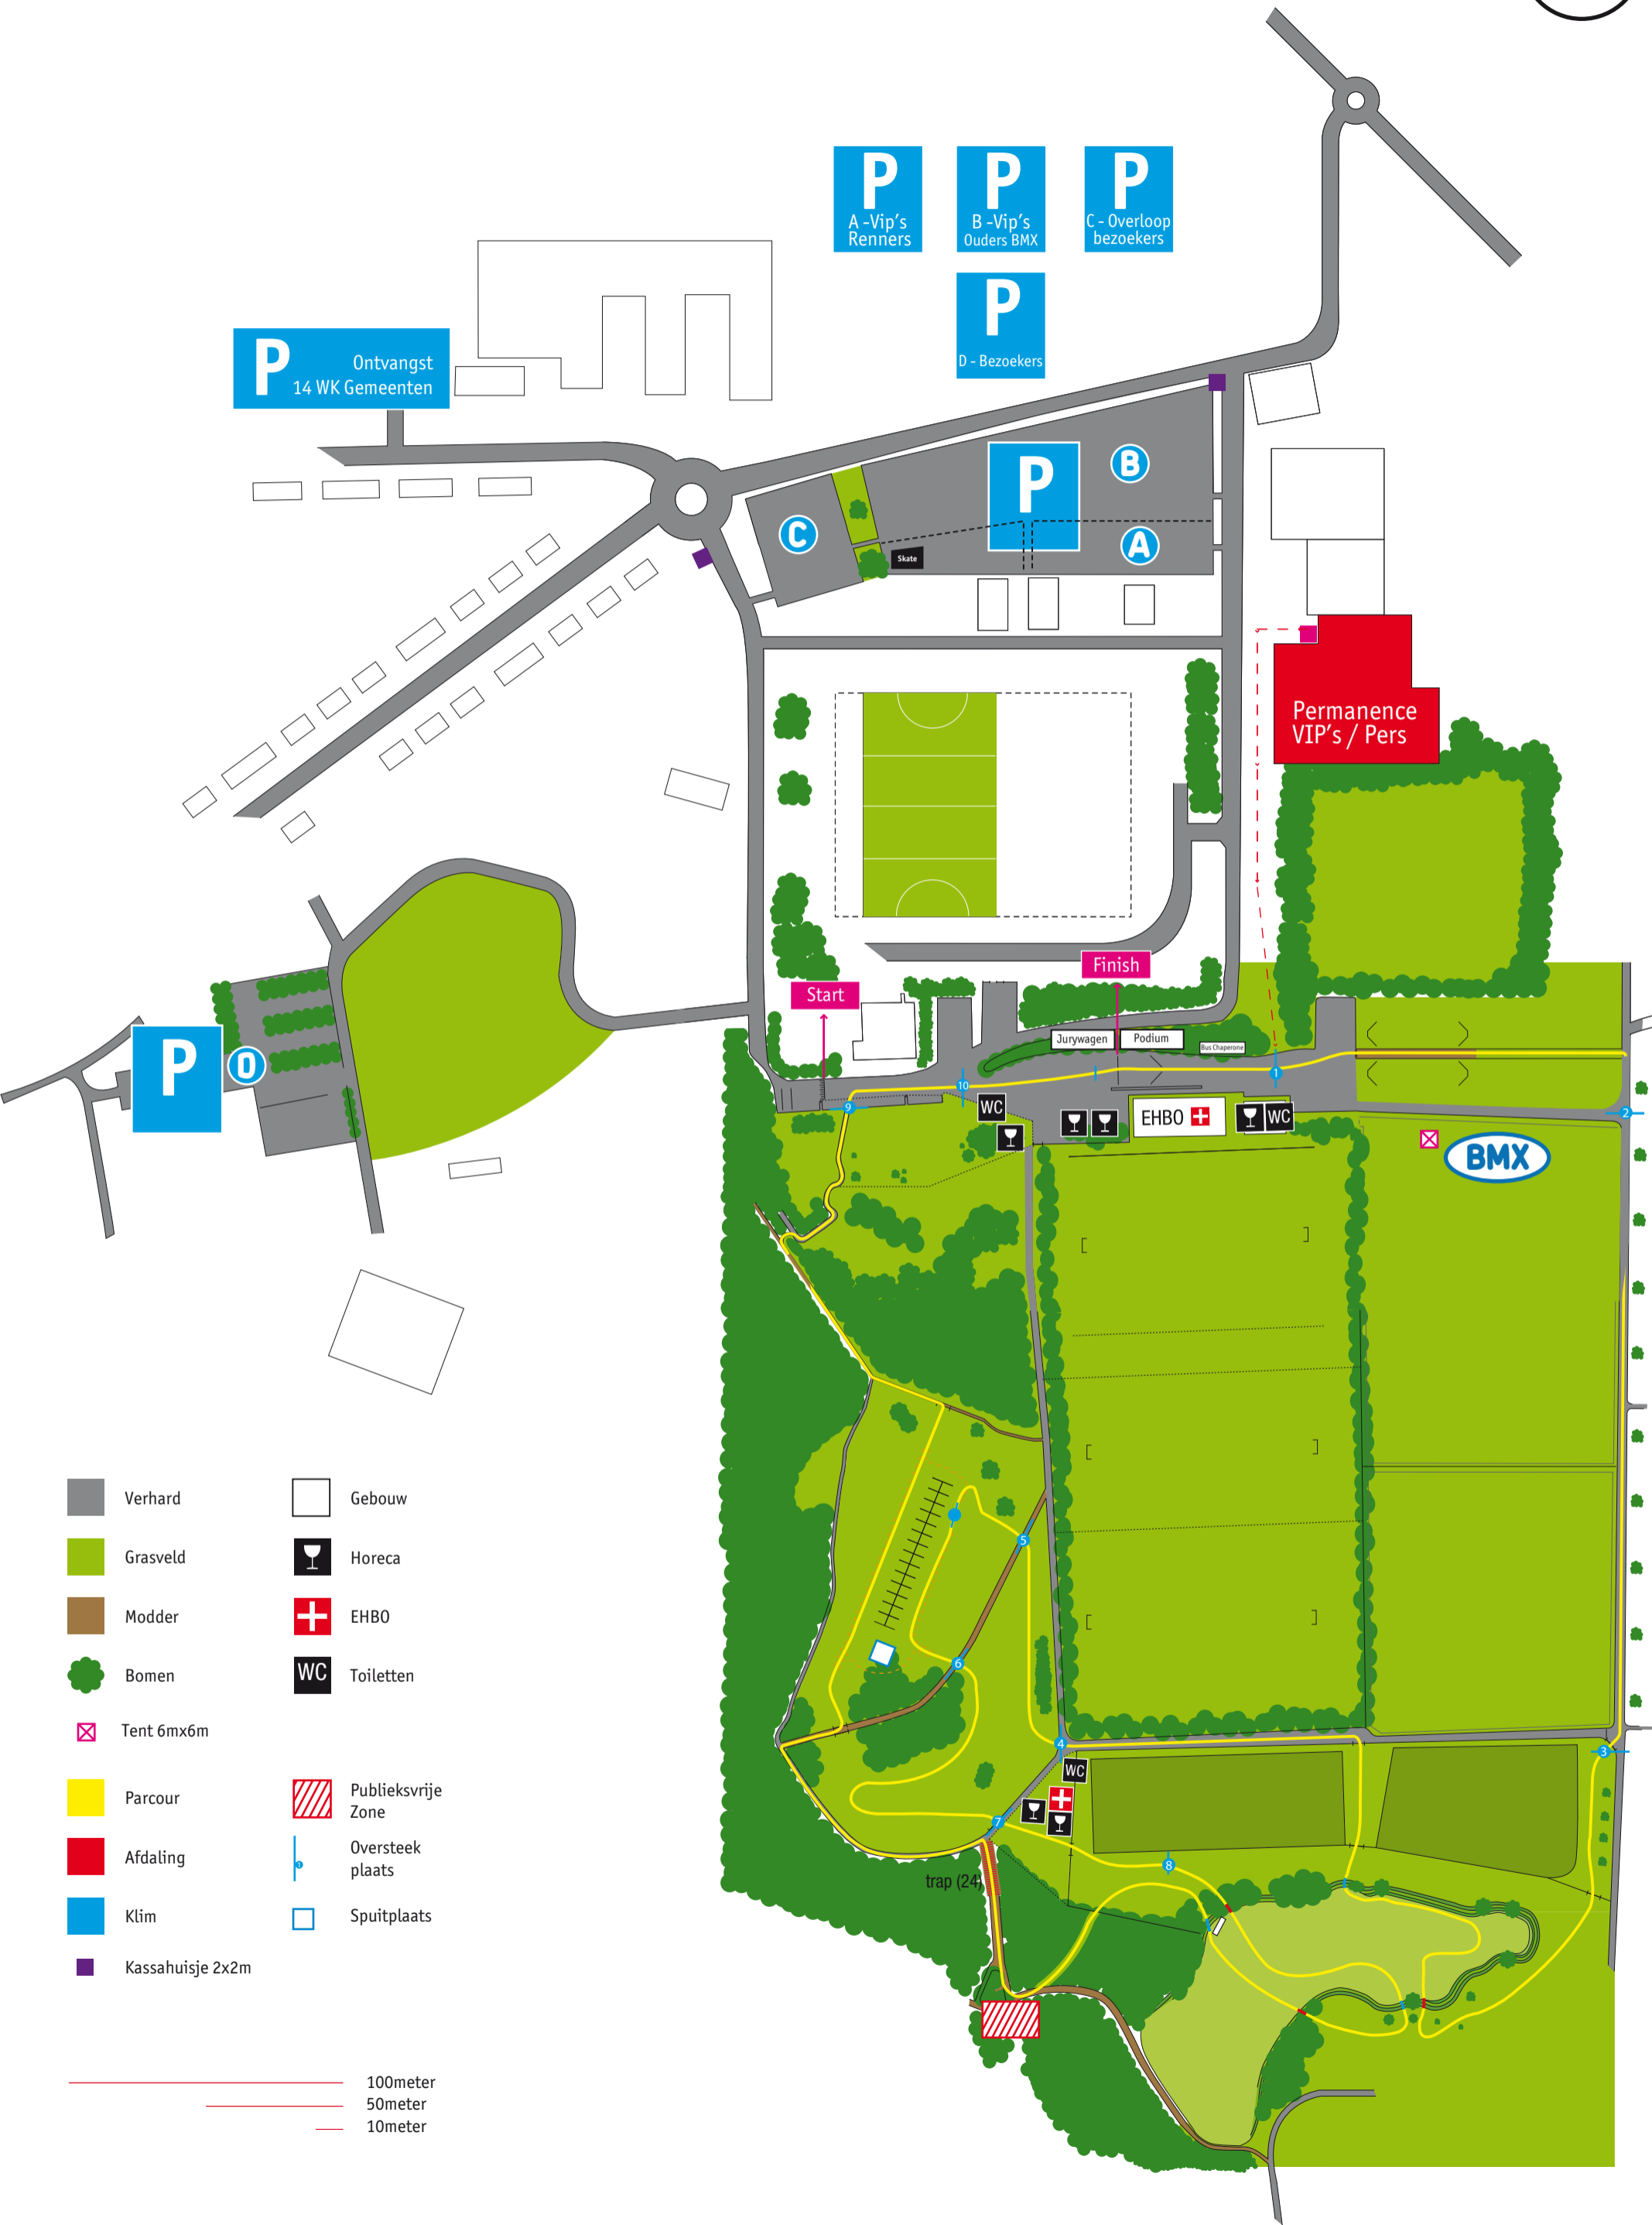 P
A -Vip's
Renners
P
B -Vip's
Ouders BMX
P
C - Overloop
bezoekers
P
D - Bezoekers
P
Ontvangst
14 WK Gemeenten
B
P
C
A
Skate
Permanence
VIP's / Pers
Finish
Start
Jurywagen
Podium
Bus Chaperone
P
D
1
10
9
WC
EHBO
WC
2
BMX
5
6
4
3
WC
7
8
trap (24)
Verhard
Gebouw
Grasveld
Horeca
Modder
EHBO
Bomen
WC
Toiletten
Tent 6mx6m
Parcour
Publieksvrije
Zone
Afdaling
Oversteek
plaats
1
Klim
Spuitplaats
Kassahuisje 2x2m
100meter
50meter
10meter